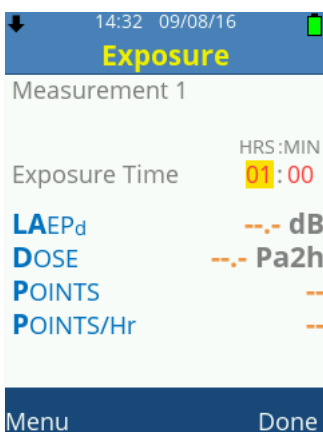 14:32 09/08/16
Exposure
Measurement 1
HRS:MIN
Exposure Time 01:00
LAEPd --.- dB
DOSE --.- Pa2h
POINTS --
POINTS/Hr --
Menu Done